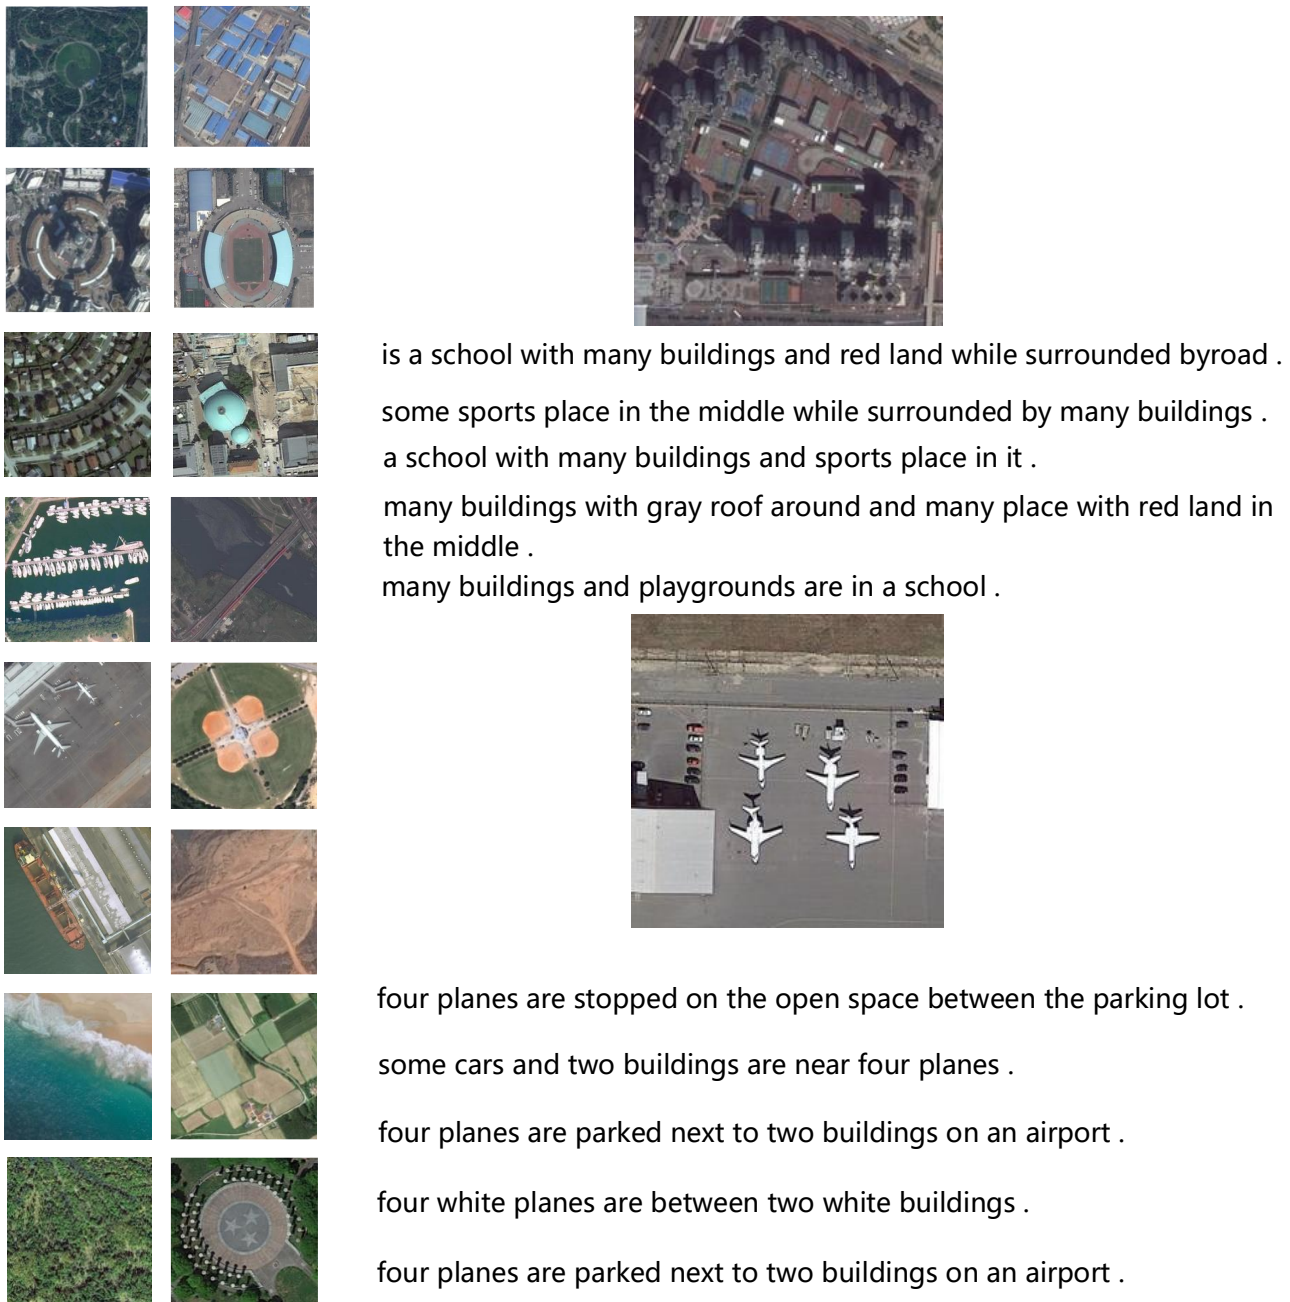 is a school with many buildings and red land while surrounded byroad .
some sports place in the middle while surrounded by many buildings .
a school with many buildings and sports place in it .
many buildings with gray roof around and many place with red land in
the middle .
many buildings and playgrounds are in a school .
four planes are stopped on the open space between the parking lot .
some cars and two buildings are near four planes .
four planes are parked next to two buildings on an airport .
four white planes are between two white buildings .
four planes are parked next to two buildings on an airport .